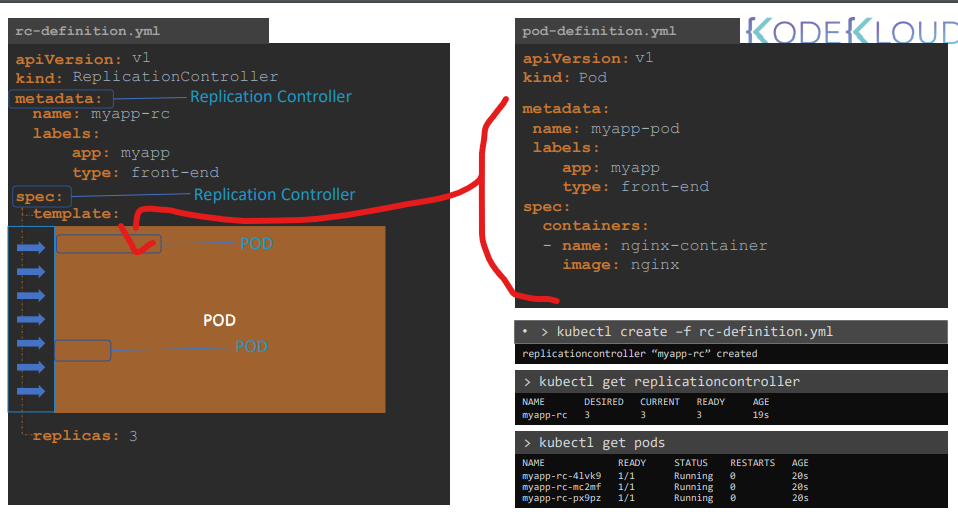 rc-definition.yml
apiVersion: v1
kind: ReplicationController
metadata:
Replication Controller
name: myapp-rc
labels:
app: myapp
type: front-end
spec:
Replication Controller
template:
POD
POD
POD
replicas: 3
pod-definition.yml
KODEKLOUD
apiVersion: v1
kind: Pod
metadata:
name: myapp-pod
labels:
app: myapp
type: front-end
spec:
containers:
- name: nginx-container
image: nginx
• > kubectl create –f rc-definition.yml
replicationcontroller “myapp-rc” created
> kubectl get replicationcontroller
NAME DESIRED CURRENT READY AGE
myapp-rc 3 3 3 19s
> kubectl get pods
NAME READY STATUS RESTARTS AGE
myapp-rc-4lvk9 1/1 Running 0 20s
myapp-rc-mc2mf 1/1 Running 0 20s
myapp-rc-px9pz 1/1 Running 0 20s